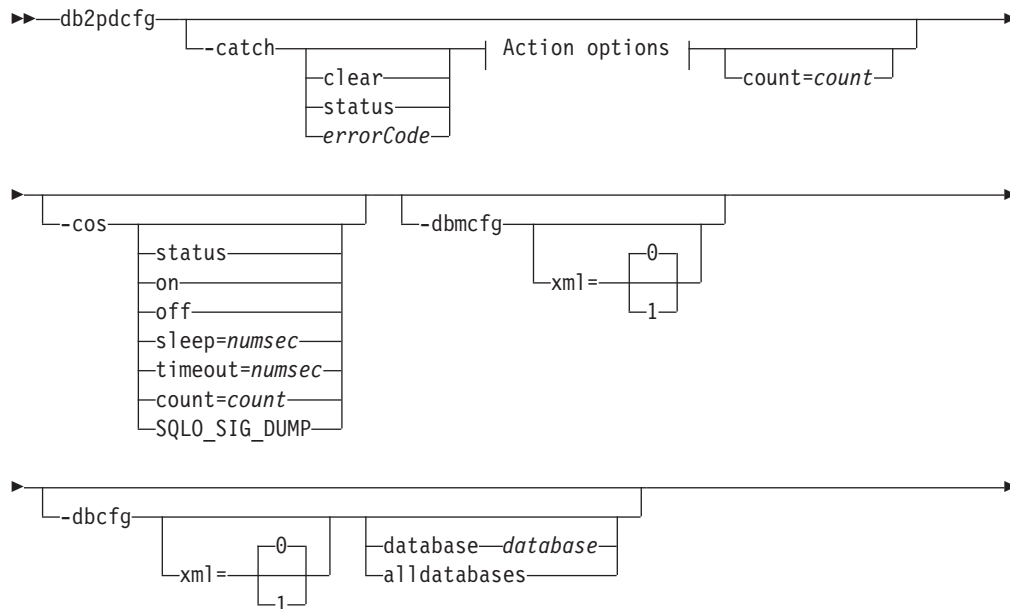 db2pdcfg
-catch Action options
clear count=count
status
errorCode
-cos -dbmcfg
status 0
on xml=
off 1
sleep=numsec
timeout=numsec
count=count
SQLO_SIG_DUMP
-dbcfg
0 database database
xml= alldatabases
1